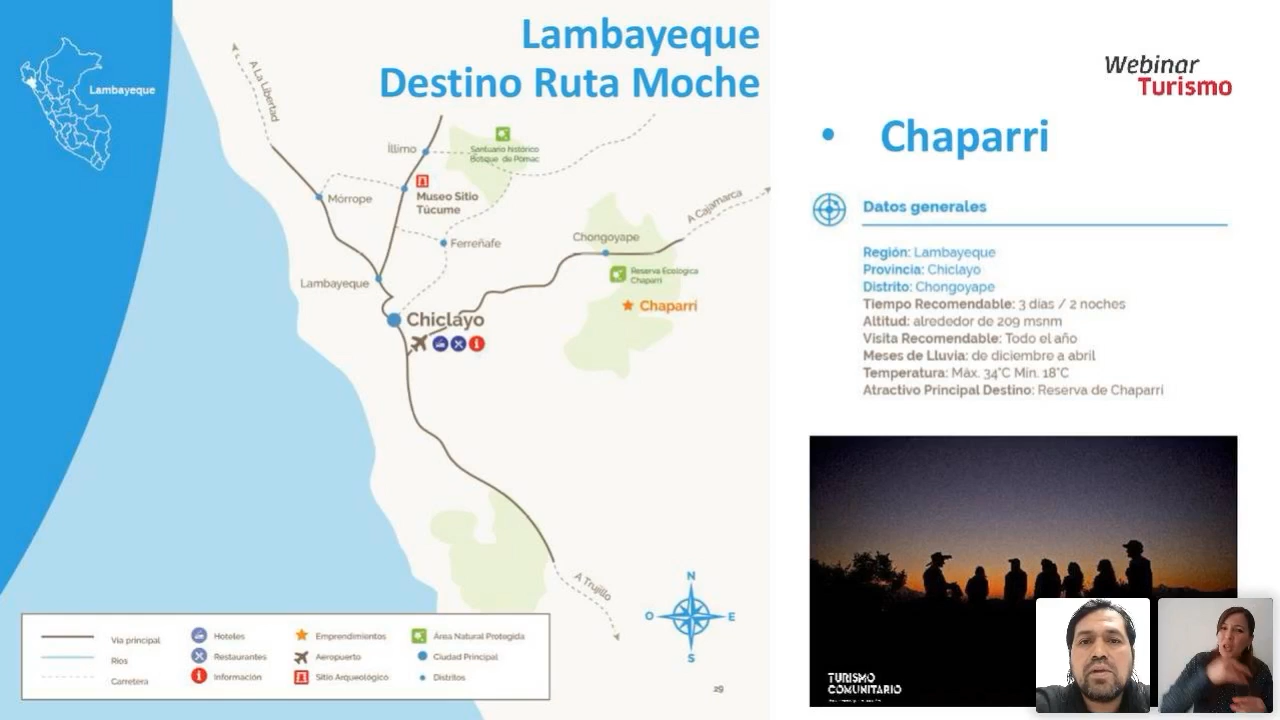 Lambayeque
Destino Ruta Moche
Lambayeque
A La Libertad
Íllimo
Santuario histórico
Bosque de Pómac
Museo Sitio
Túcume
Mórrope
Ferreñafe
Lambayeque
Chongoyape
A Cajamarca
Reserva Ecológica
Chaparrí
Chaparrí
Chiclayo
A Trujillo
N
O
E
S
29
Vía principal
Ríos
Carretera
Hoteles
Restaurantes
Información
Emprendimientos
Aeropuerto
Sitio Arqueológico
Área Natural Protegida
Ciudad Principal
Distritos
Webinar
Turismo
• Chaparri
Datos generales
Región: Lambayeque
Provincia: Chiclayo
Distrito: Chongoyape
Tiempo Recomendable: 3 días / 2 noches
Altitud: alrededor de 209 msnm
Visita Recomendable: Todo el año
Meses de Lluvia: de diciembre a abril
Temperatura: Máx. 34°C Mín. 18°C
Atractivo Principal Destino: Reserva de Chaparrí
TURISMO
COMUNITARIO